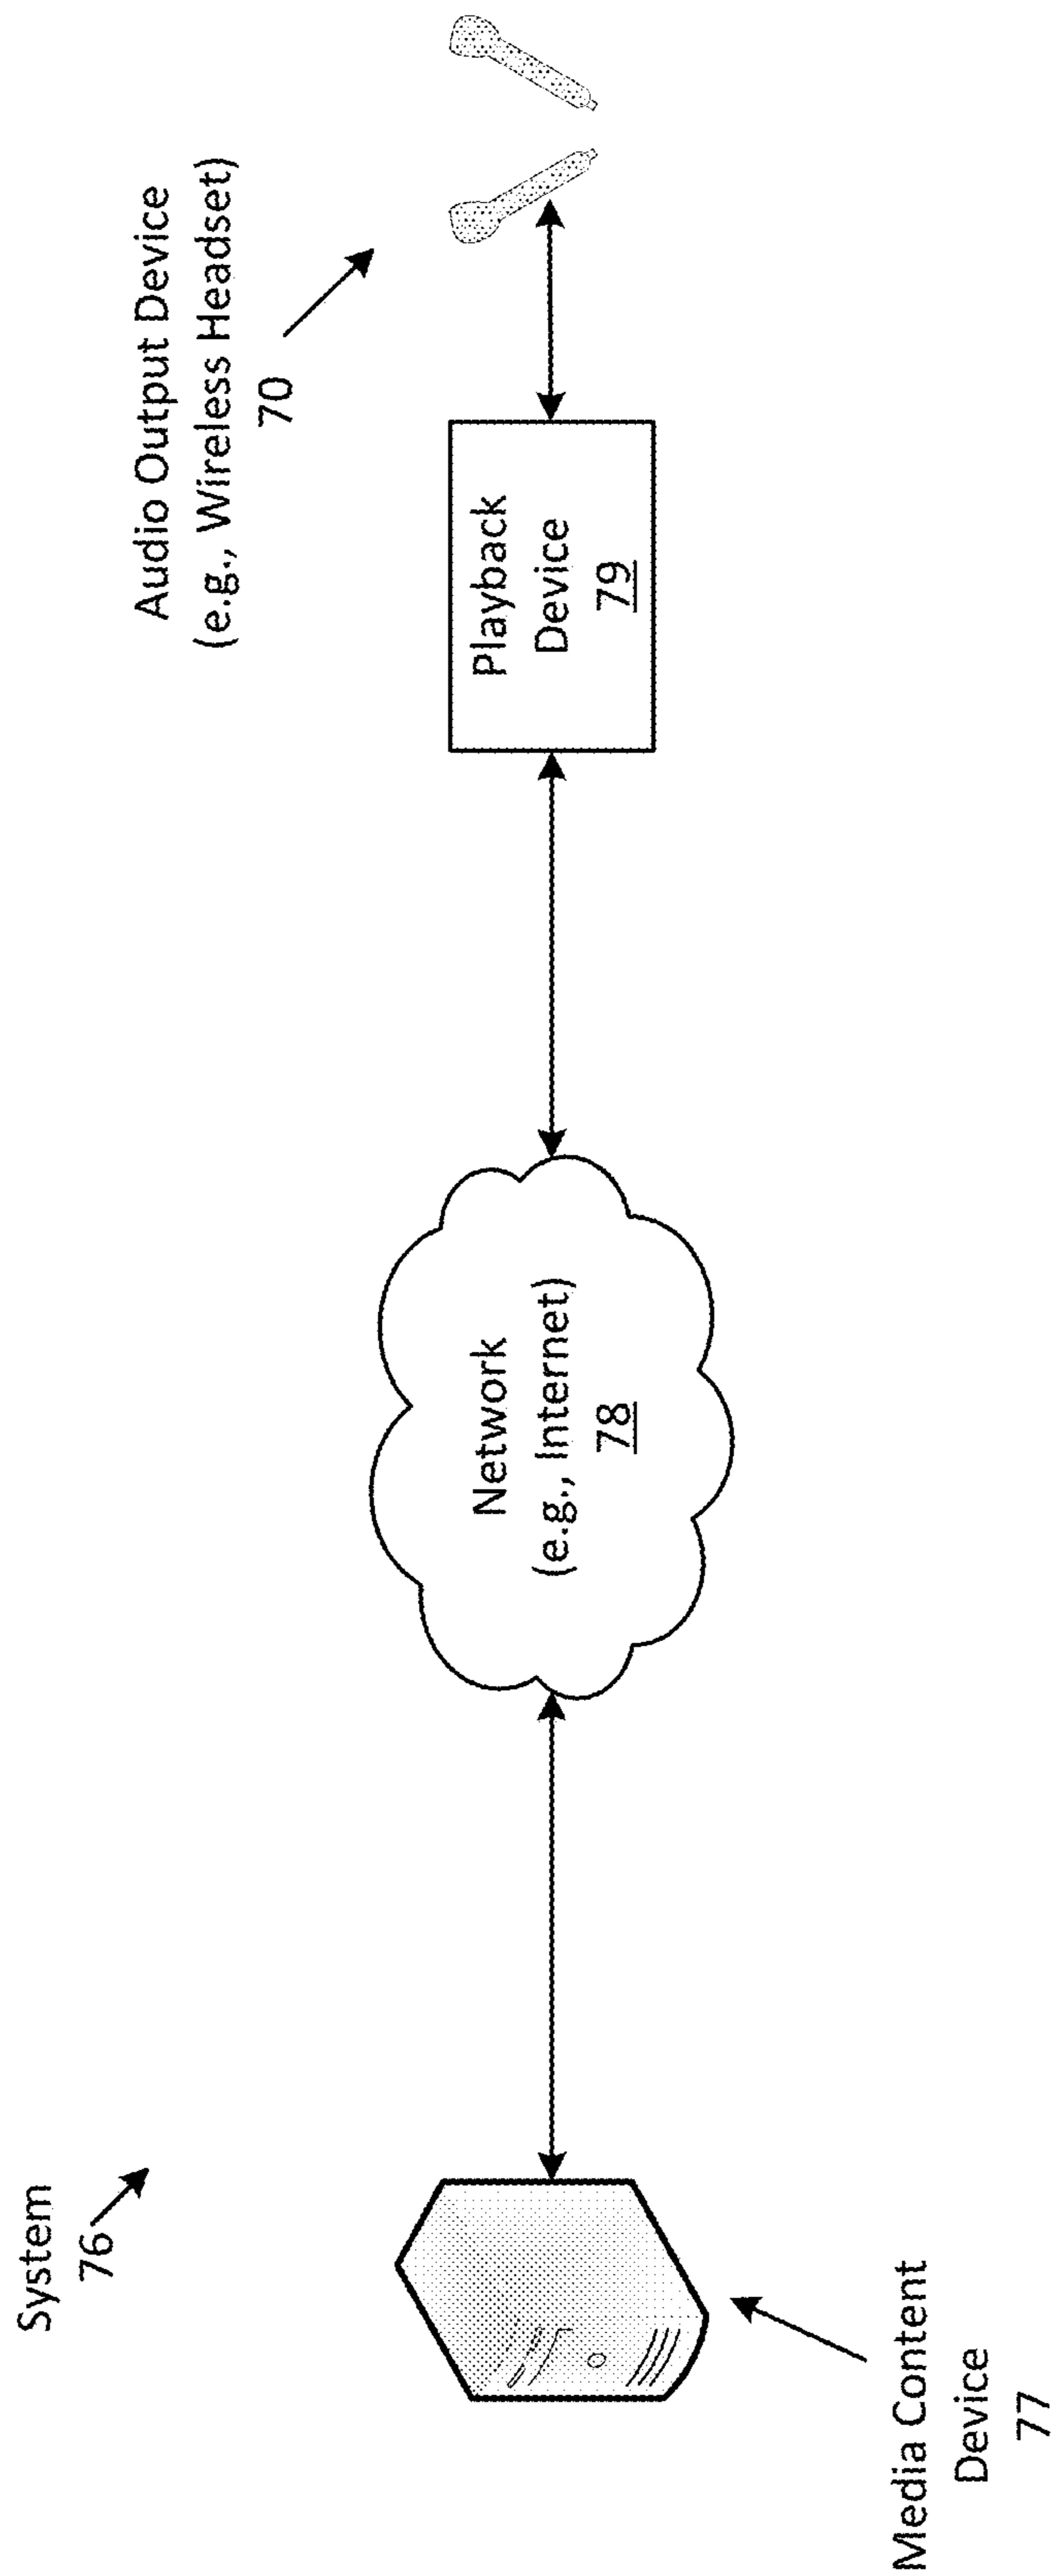 System
76
Media Content
Device
77
Network
(e.g., Internet)
78
Playback
Device
79
Audio Output Device
(e.g., Wireless Headset)
70